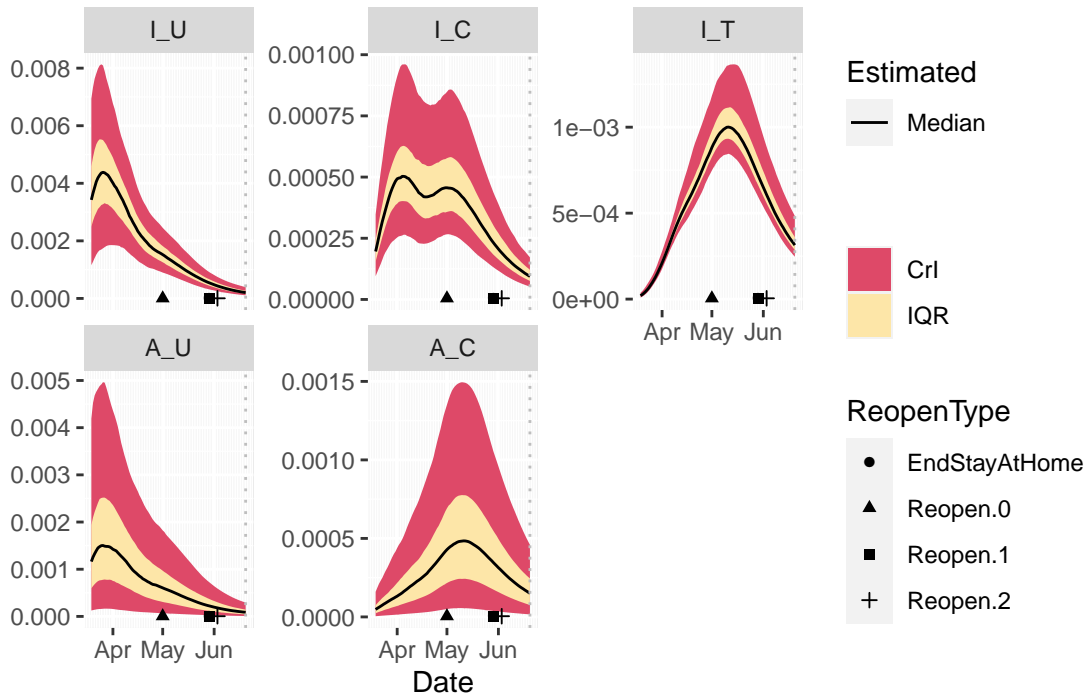 I_U
I_C
I_T
0.008
0.006
0.004
0.002
0.000
0.00100
0.00075
0.00050
0.00025
0.00000
1e−03
5e−04
0e+00
Apr May Jun
A_U
A_C
0.005
0.004
0.003
0.002
0.001
0.000
0.0015
0.0010
0.0005
0.0000
Apr May Jun
Apr May Jun
Date
Estimated
Median
CrI
IQR
ReopenType
EndStayAtHome
Reopen.0
Reopen.1
Reopen.2